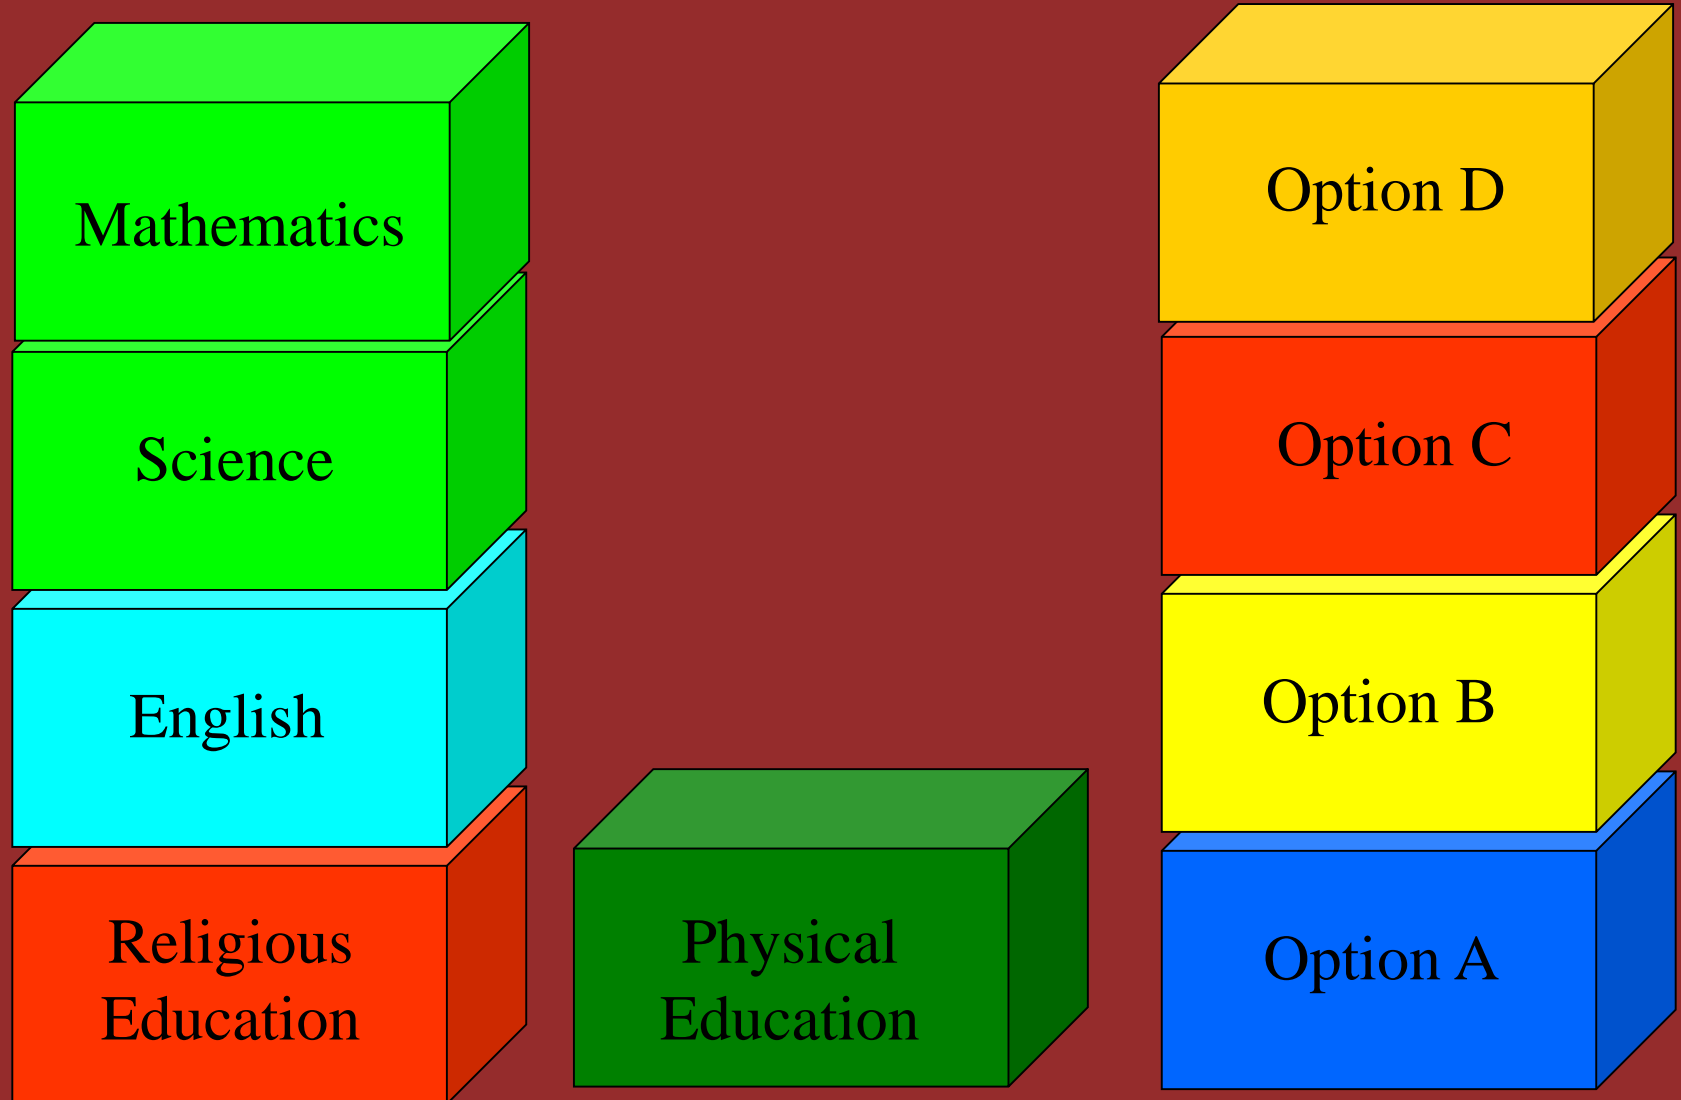 Mathematics
Science
English
Religious
Education
Physical
Education
Option D
Option C
Option B
Option A